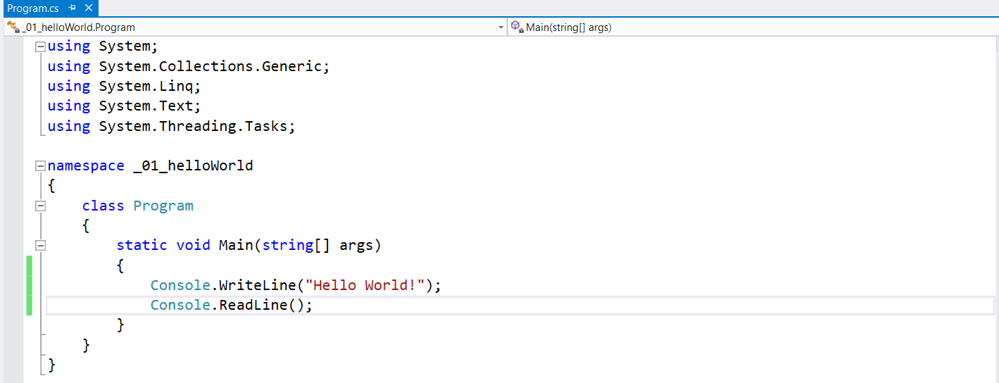 Program.cs
_01_helloWorld.Program
Main(string[] args)
using System;
using System.Collections.Generic;
using System.Linq;
using System.Text;
using System.Threading.Tasks;
namespace _01_helloWorld
{
    class Program
    {
        static void Main(string[] args)
        {
            Console.WriteLine("Hello World!");
            Console.ReadLine();
        }
    }
}